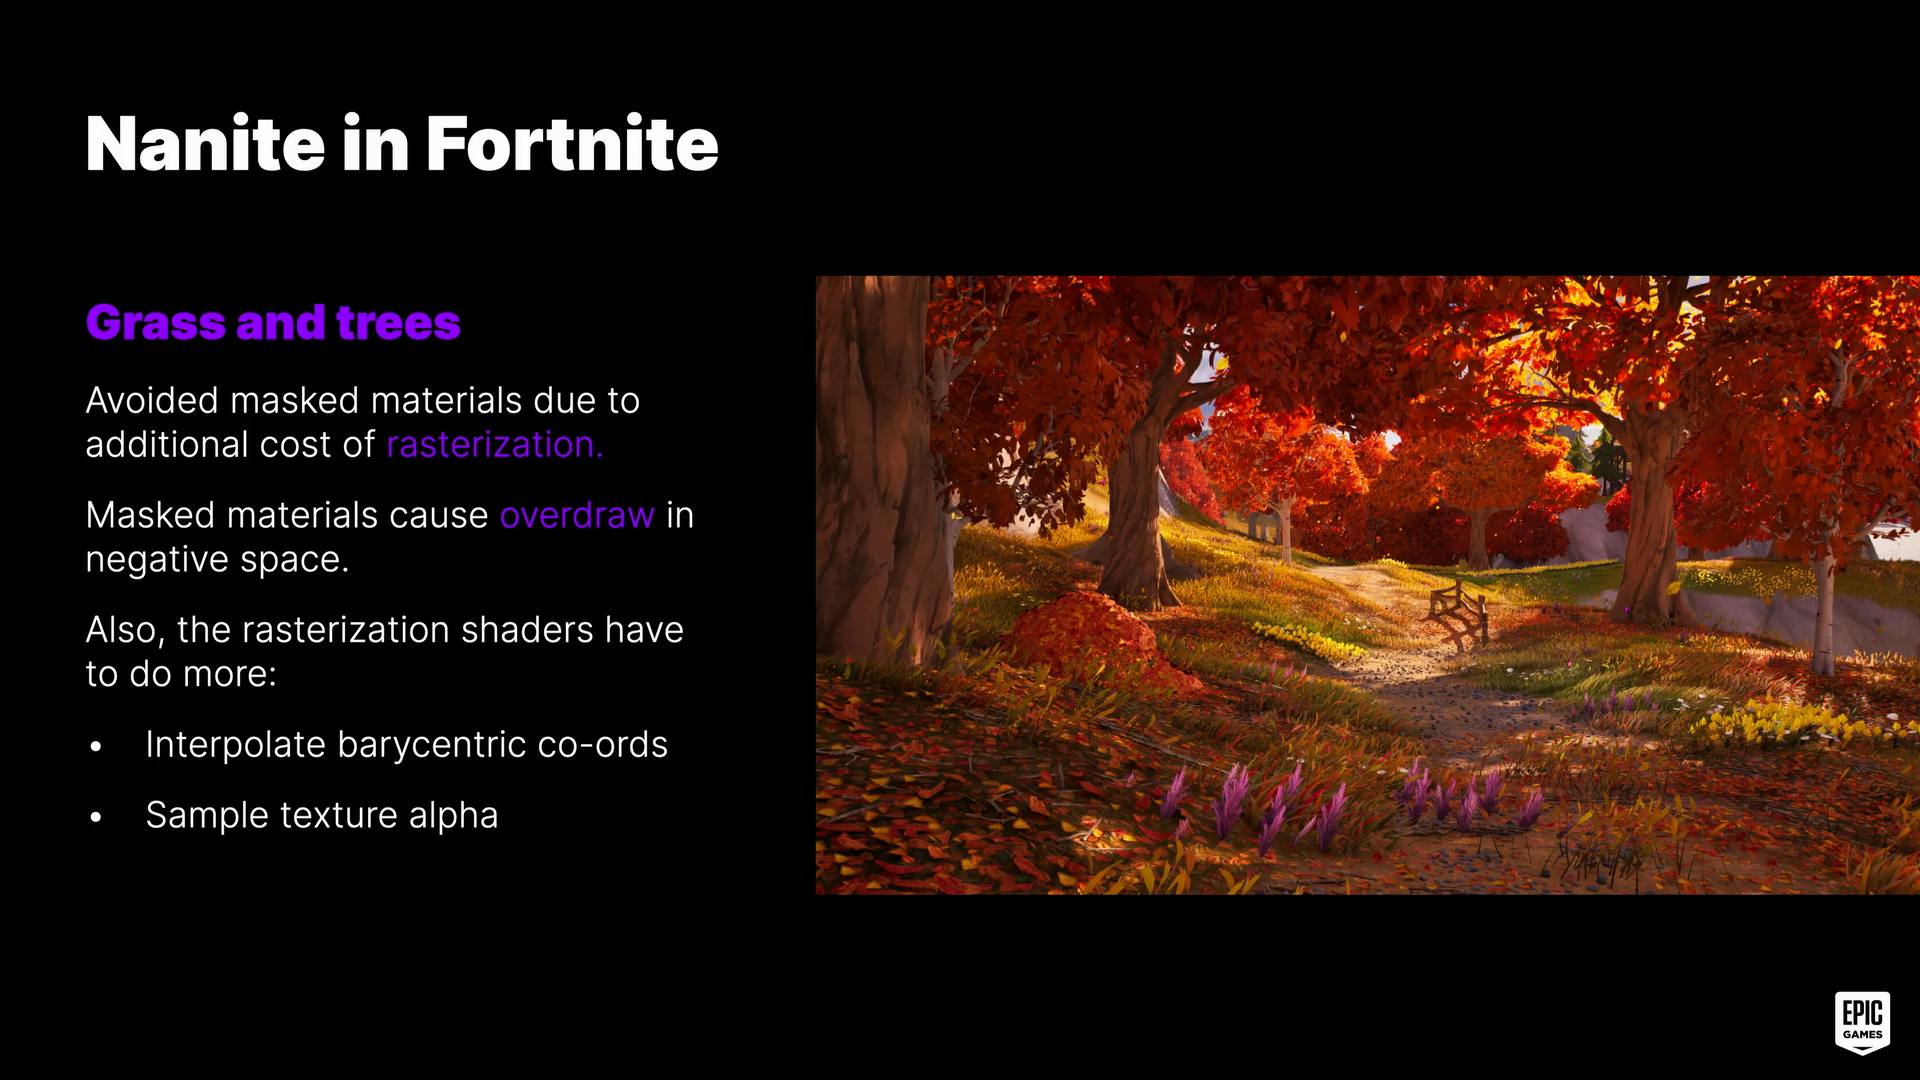 Nanite in Fortnite
Grass and trees
Avoided masked materials due to
additional cost of rasterization.
Masked materials cause overdraw in
negative space.
Also, the rasterization shaders have
to do more:
• Interpolate barycentric co-ords
• Sample texture alpha
EPIC
GAMES